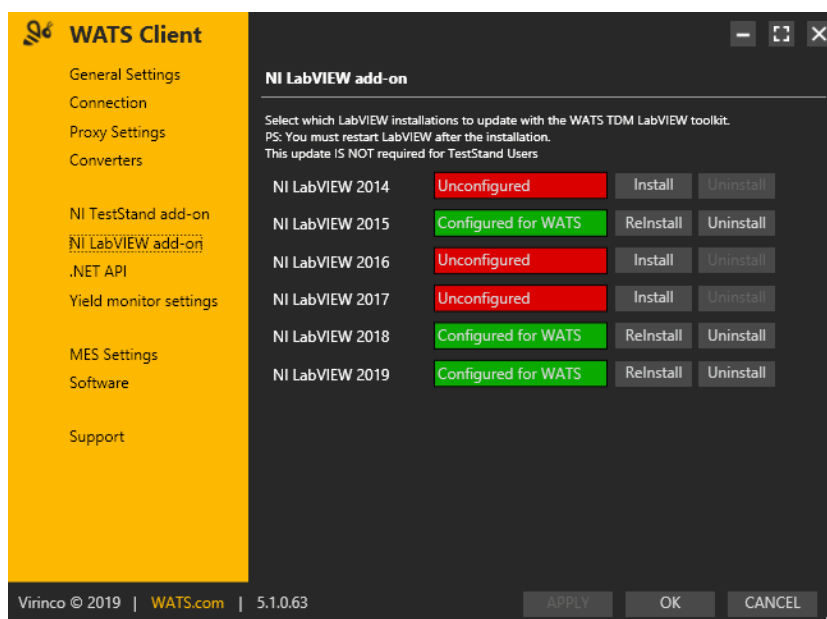 WATS Client
General Settings
Connection
Proxy Settings
Converters
NI TestStand add-on
NI LabVIEW add-on
.NET API
Yield monitor settings
MES Settings
Software
Support
NI LabVIEW add-on
Select which LabVIEW installations to update with the WATS TDM LabVIEW toolkit.
PS: You must restart LabVIEW after the installation.
This update IS NOT required for TestStand Users
NI LabVIEW 2014 Unconfigured Install Uninstall
NI LabVIEW 2015 Configured for WATS ReInstall Uninstall
NI LabVIEW 2016 Unconfigured Install Uninstall
NI LabVIEW 2017 Unconfigured Install Uninstall
NI LabVIEW 2018 Configured for WATS ReInstall Uninstall
NI LabVIEW 2019 Configured for WATS ReInstall Uninstall
Virinco © 2019 | WATS.com | 5.1.0.63 APPLY OK CANCEL